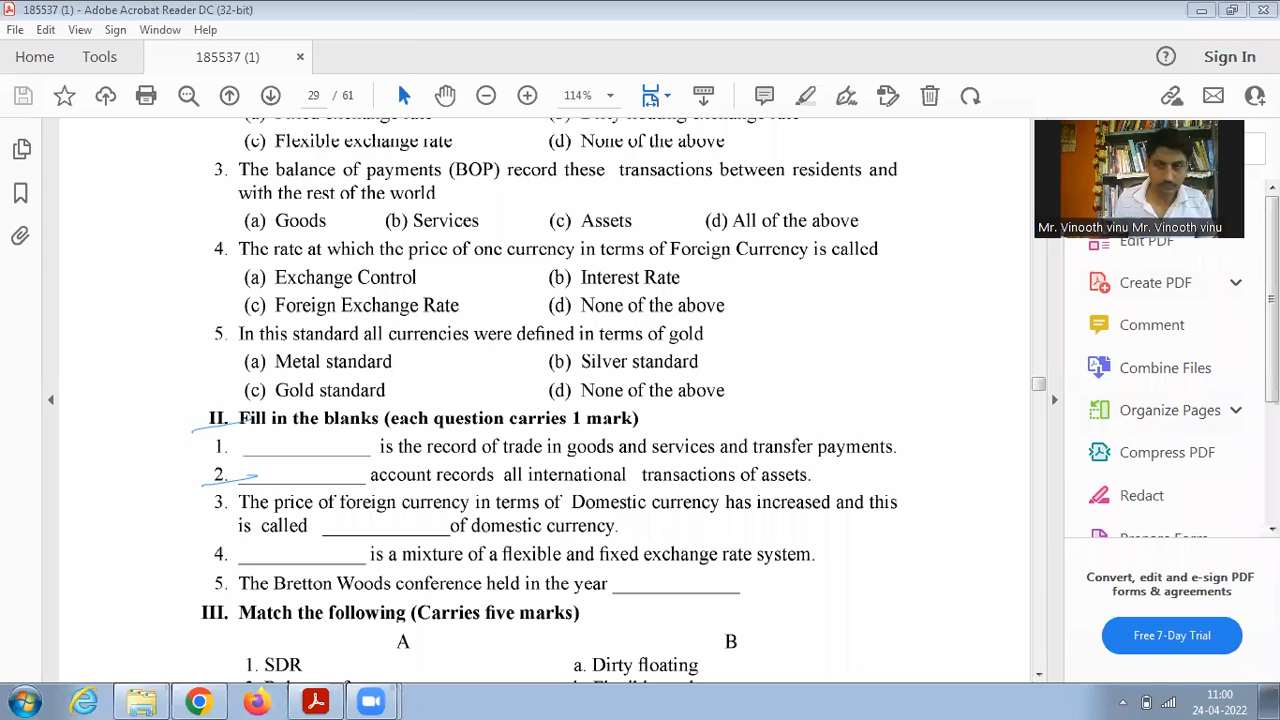 185537 (1) - Adobe Acrobat Reader DC (32-bit)
File Edit View Sign Window Help
Home Tools 185537 (1) × Sign In
29 / 61 114%
(c) Flexible exchange rate (d) None of the above
3. The balance of payments (BOP) record these transactions between residents and
with the rest of the world
(a) Goods (b) Services (c) Assets (d) All of the above
4. The rate at which the price of one currency in terms of Foreign Currency is called
(a) Exchange Control (b) Interest Rate
(c) Foreign Exchange Rate (d) None of the above
5. In this standard all currencies were defined in terms of gold
(a) Metal standard (b) Silver standard
(c) Gold standard (d) None of the above
II. Fill in the blanks (each question carries 1 mark)
1. ____________ is the record of trade in goods and services and transfer payments.
2. ____________ account records all international transactions of assets.
3. The price of foreign currency in terms of Domestic currency has increased and this
is called ____________ of domestic currency.
4. ____________ is a mixture of a flexible and fixed exchange rate system.
5. The Bretton Woods conference held in the year ____________
III. Match the following (Carries five marks)
A B
1. SDR a. Dirty floating
Mr. Vinooth vinu Mr. Vinooth vinu
Edit PDF
Create PDF
Comment
Combine Files
Organize Pages
Compress PDF
Redact
Convert, edit and e-sign PDF
forms & agreements
Free 7-Day Trial
11:00
24-04-2022